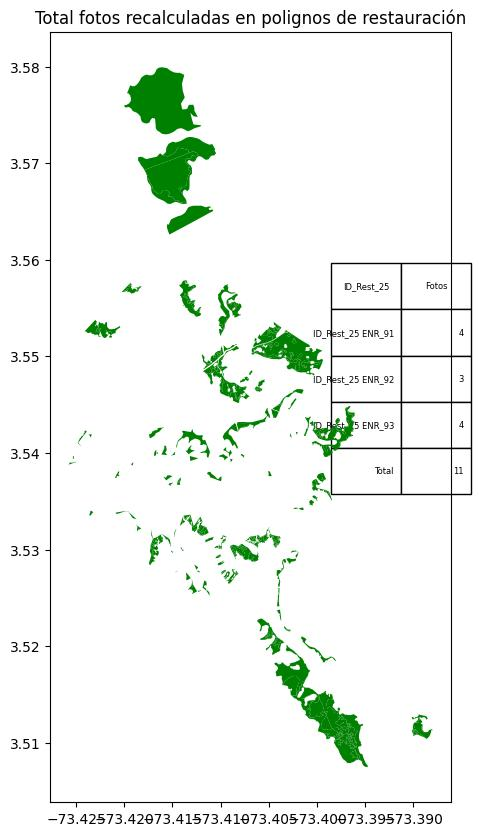 Total fotos recalculadas en polignos de restauración
3.58
3.57
3.56
3.55
3.54
3.53
3.52
3.51
ID_Rest_25 Fotos
ID_Rest_25 ENR_91 4
ID_Rest_25 ENR_92 3
ID_Rest_25 ENR_93 4
Total 11
−73.425 −73.420 −73.415 −73.410 −73.405 −73.400 −73.395 −73.390